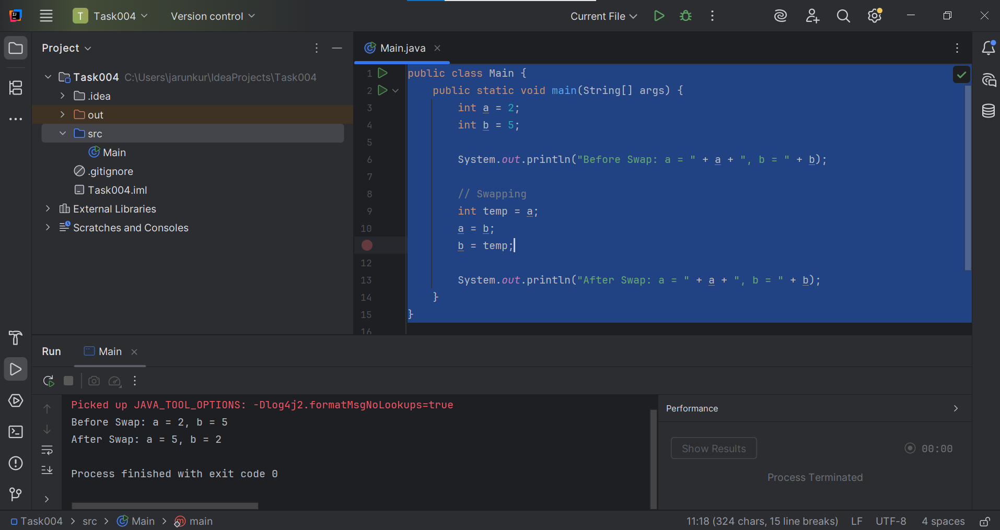 T Task004 Version control Current File
Project
Main.java
Task004 C:\Users\jarunkur\IdeaProjects\Task004
.idea
out
src
Main
.gitignore
Task004.iml
External Libraries
Scratches and Consoles
1 public class Main {
2 public static void main(String[] args) {
3 int a = 2;
4 int b = 5;
5
6 System.out.println("Before Swap: a = " + a + ", b = " + b);
7
8 // Swapping
9 int temp = a;
10 a = b;
b = temp;
12
13 System.out.println("After Swap: a = " + a + ", b = " + b);
14 }
15 }
16
Run Main
Picked up JAVA_TOOL_OPTIONS: -Dlog4j2.formatMsgNoLookups=true
Before Swap: a = 2, b = 5
After Swap: a = 5, b = 2
Process finished with exit code 0
Performance
Show Results 00:00
Process Terminated
Task004 > src > Main > main 11:18 (324 chars, 15 line breaks) LF UTF-8 4 spaces